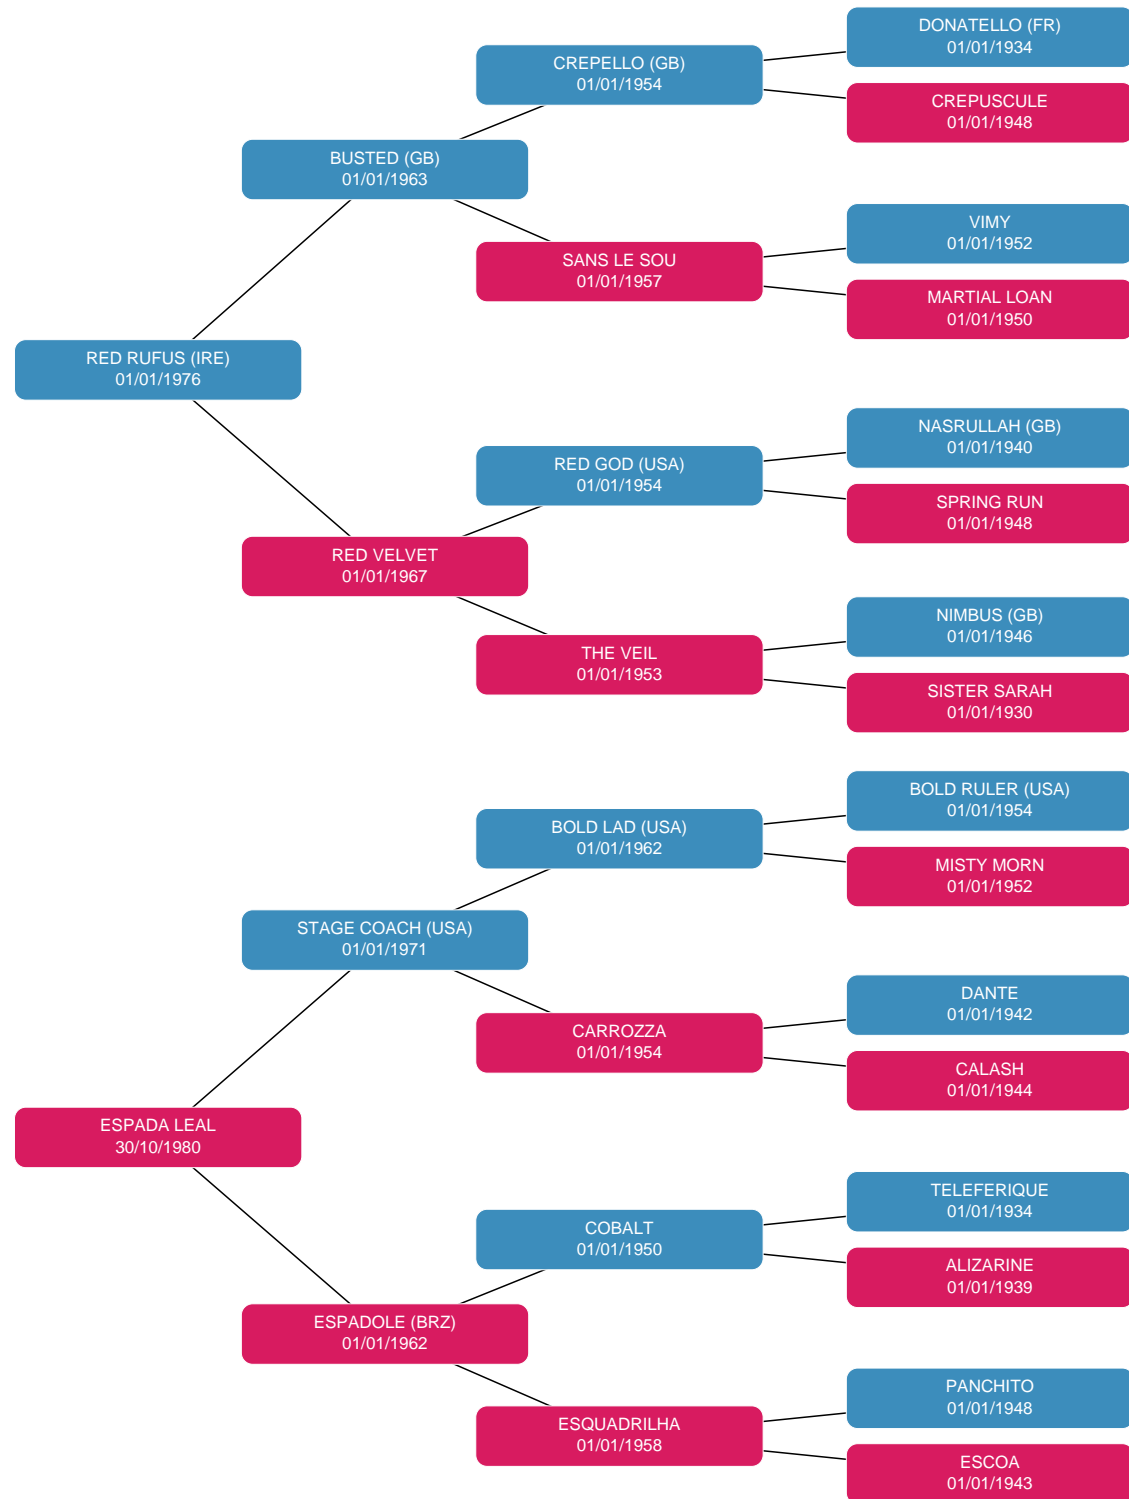 DONATELLO (FR)
01/01/1934
CREPELLO (GB)
01/01/1954
CREPUSCULE
01/01/1948
BUSTED (GB)
01/01/1963
VIMY
01/01/1952
SANS LE SOU
01/01/1957
MARTIAL LOAN
01/01/1950
RED RUFUS (IRE)
01/01/1976
NASRULLAH (GB)
01/01/1940
RED GOD (USA)
01/01/1954
SPRING RUN
01/01/1948
RED VELVET
01/01/1967
NIMBUS (GB)
01/01/1946
THE VEIL
01/01/1953
SISTER SARAH
01/01/1930
BOLD RULER (USA)
01/01/1954
BOLD LAD (USA)
01/01/1962
MISTY MORN
01/01/1952
STAGE COACH (USA)
01/01/1971
DANTE
01/01/1942
CARROZZA
01/01/1954
CALASH
01/01/1944
ESPADA LEAL
30/10/1980
TELEFERIQUE
01/01/1934
COBALT
01/01/1950
ALIZARINE
01/01/1939
ESPADOLE (BRZ)
01/01/1962
PANCHITO
01/01/1948
ESQUADRILHA
01/01/1958
ESCOA
01/01/1943